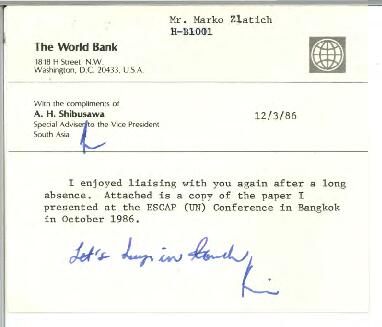 Mr. Marko Zlatich
H-B1001
The World Bank
1818 H Street, N.W.
Washington, D.C. 20433, U.S.A.
With the compliments of
A. H. Shibusawa
Special Adviser to the Vice President
South Asia
12/3/86
I enjoyed liaising with you again after a long
absence. Attached is a copy of the paper I
presented at the ESCAP (UN) Conference in Bangkok
in October 1986.
Let's keep in touch